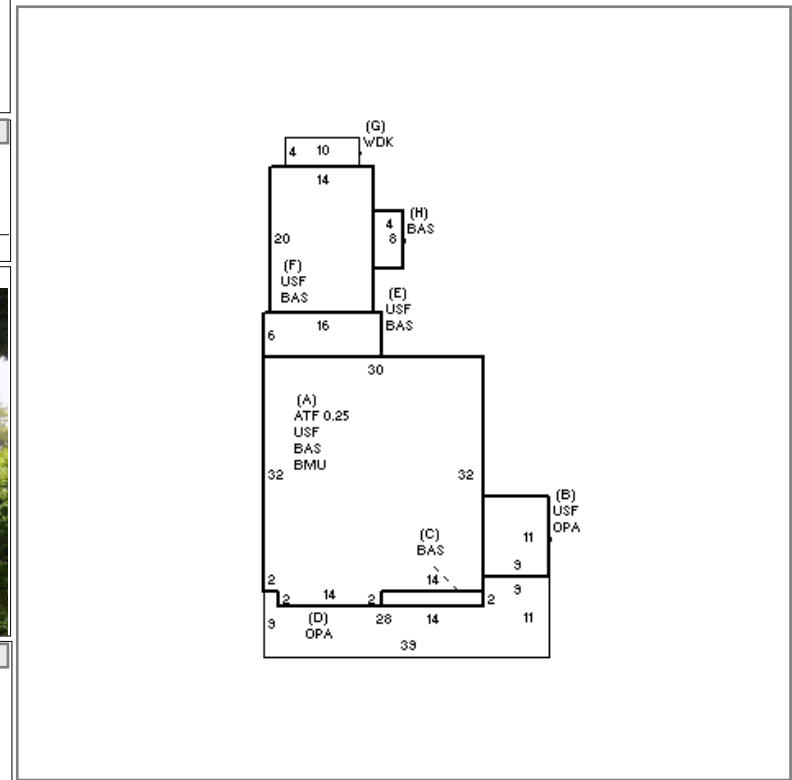 (G)
WDK
4 10
14
(H)
BAS
4
8
20
(F)
USF
BAS
(E)
USF
BAS
16
6
30
(A)
ATF 0.25
USF
BAS
BMU
32
32
(B)
USF
OPA
(C)
BAS
11
9
2
14
14
9
2
2
2
(D)
OPA
28
14
11
9
39